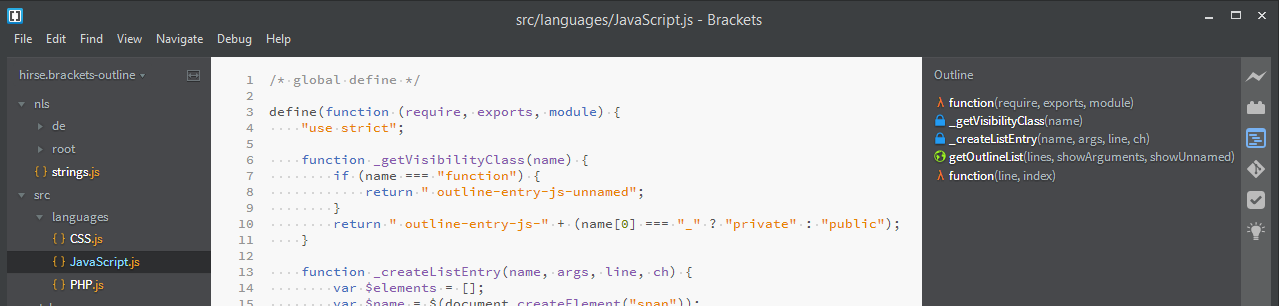 src/languages/JavaScript.js - Brackets
File Edit Find View Navigate Debug Help
hirse.brackets-outline
nls
de
root
{ } strings.js
src
languages
{ } CSS.js
{ } JavaScript.js
{ } PHP.js
1 /* global define */
2
3 define(function (require, exports, module) {
4 "use strict";
5
6 function _getVisibilityClass(name) {
7 if (name === "function") {
8 return " outline-entry-js-unnamed";
9 }
10 return " outline-entry-js-" + (name[0] === "_" ? "private" : "public");
11 }
12
13 function _createListEntry(name, args, line, ch) {
14 var $elements = [];
15 var $name = $(document.createElement("span"));
Outline
λ function(require, exports, module)
_getVisibilityClass(name)
_createListEntry(name, args, line, ch)
getOutlineList(lines, showArguments, showUnnamed)
λ function(line, index)